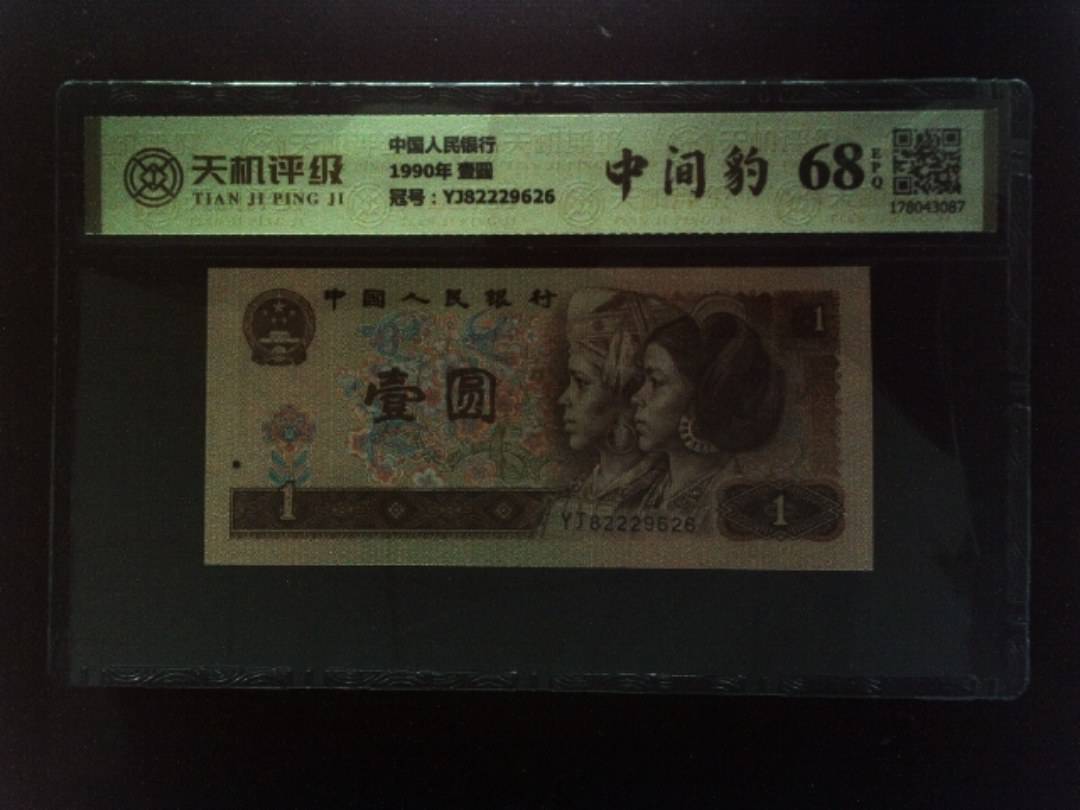 天机评级
TIAN JI PING JI
中国人民银行
1990年 壹圆
冠号：YJ82229626
中间豹
68
EPQ
178043087
中国人民银行
1
壹圆
1
YJ82229626
1